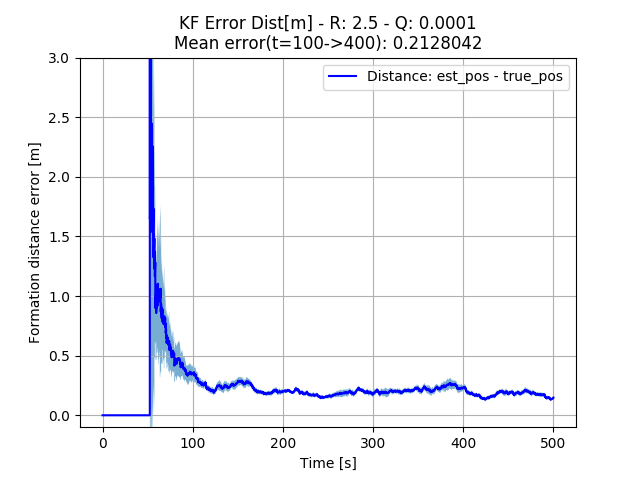 KF Error Dist[m] - R: 2.5 - Q: 0.0001
Mean error(t=100->400): 0.2128042
Distance: est_pos - true_pos
Formation distance error [m]
3.0
2.5
2.0
1.5
1.0
0.5
0.0
0 100 200 300 400 500
Time [s]